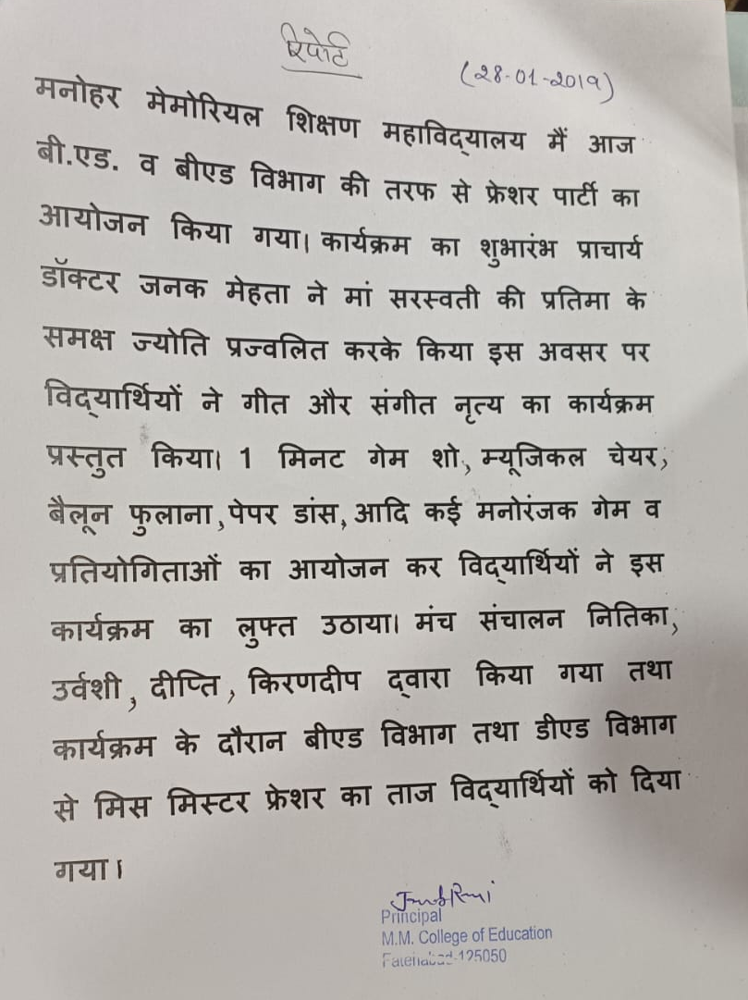 रिपोर्ट
(28-01-2019)
मनोहर मेमोरियल शिक्षण महाविद्यालय मैं आज
बी.एड. व बीएड विभाग की तरफ से फ्रेशर पार्टी का
आयोजन किया गया। कार्यक्रम का शुभारंभ प्राचार्य
डॉक्टर जनक मेहता ने मां सरस्वती की प्रतिमा के
समक्ष ज्योति प्रज्वलित करके किया इस अवसर पर
विद्यार्थियों ने गीत और संगीत नृत्य का कार्यक्रम
प्रस्तुत किया। 1 मिनट गेम शो, म्यूजिकल चेयर,
बैलून फुलाना, पेपर डांस, आदि कई मनोरंजक गेम व
प्रतियोगिताओं का आयोजन कर विद्यार्थियों ने इस
कार्यक्रम का लुफ्त उठाया। मंच संचालन नितिका,
उर्वशी, दीप्ति, किरणदीप द्वारा किया गया तथा
कार्यक्रम के दौरान बीएड विभाग तथा डीएड विभाग
से मिस मिस्टर फ्रेशर का ताज विद्यार्थियों को दिया
गया।
Principal
M.M. College of Education
Fatehabad-125050